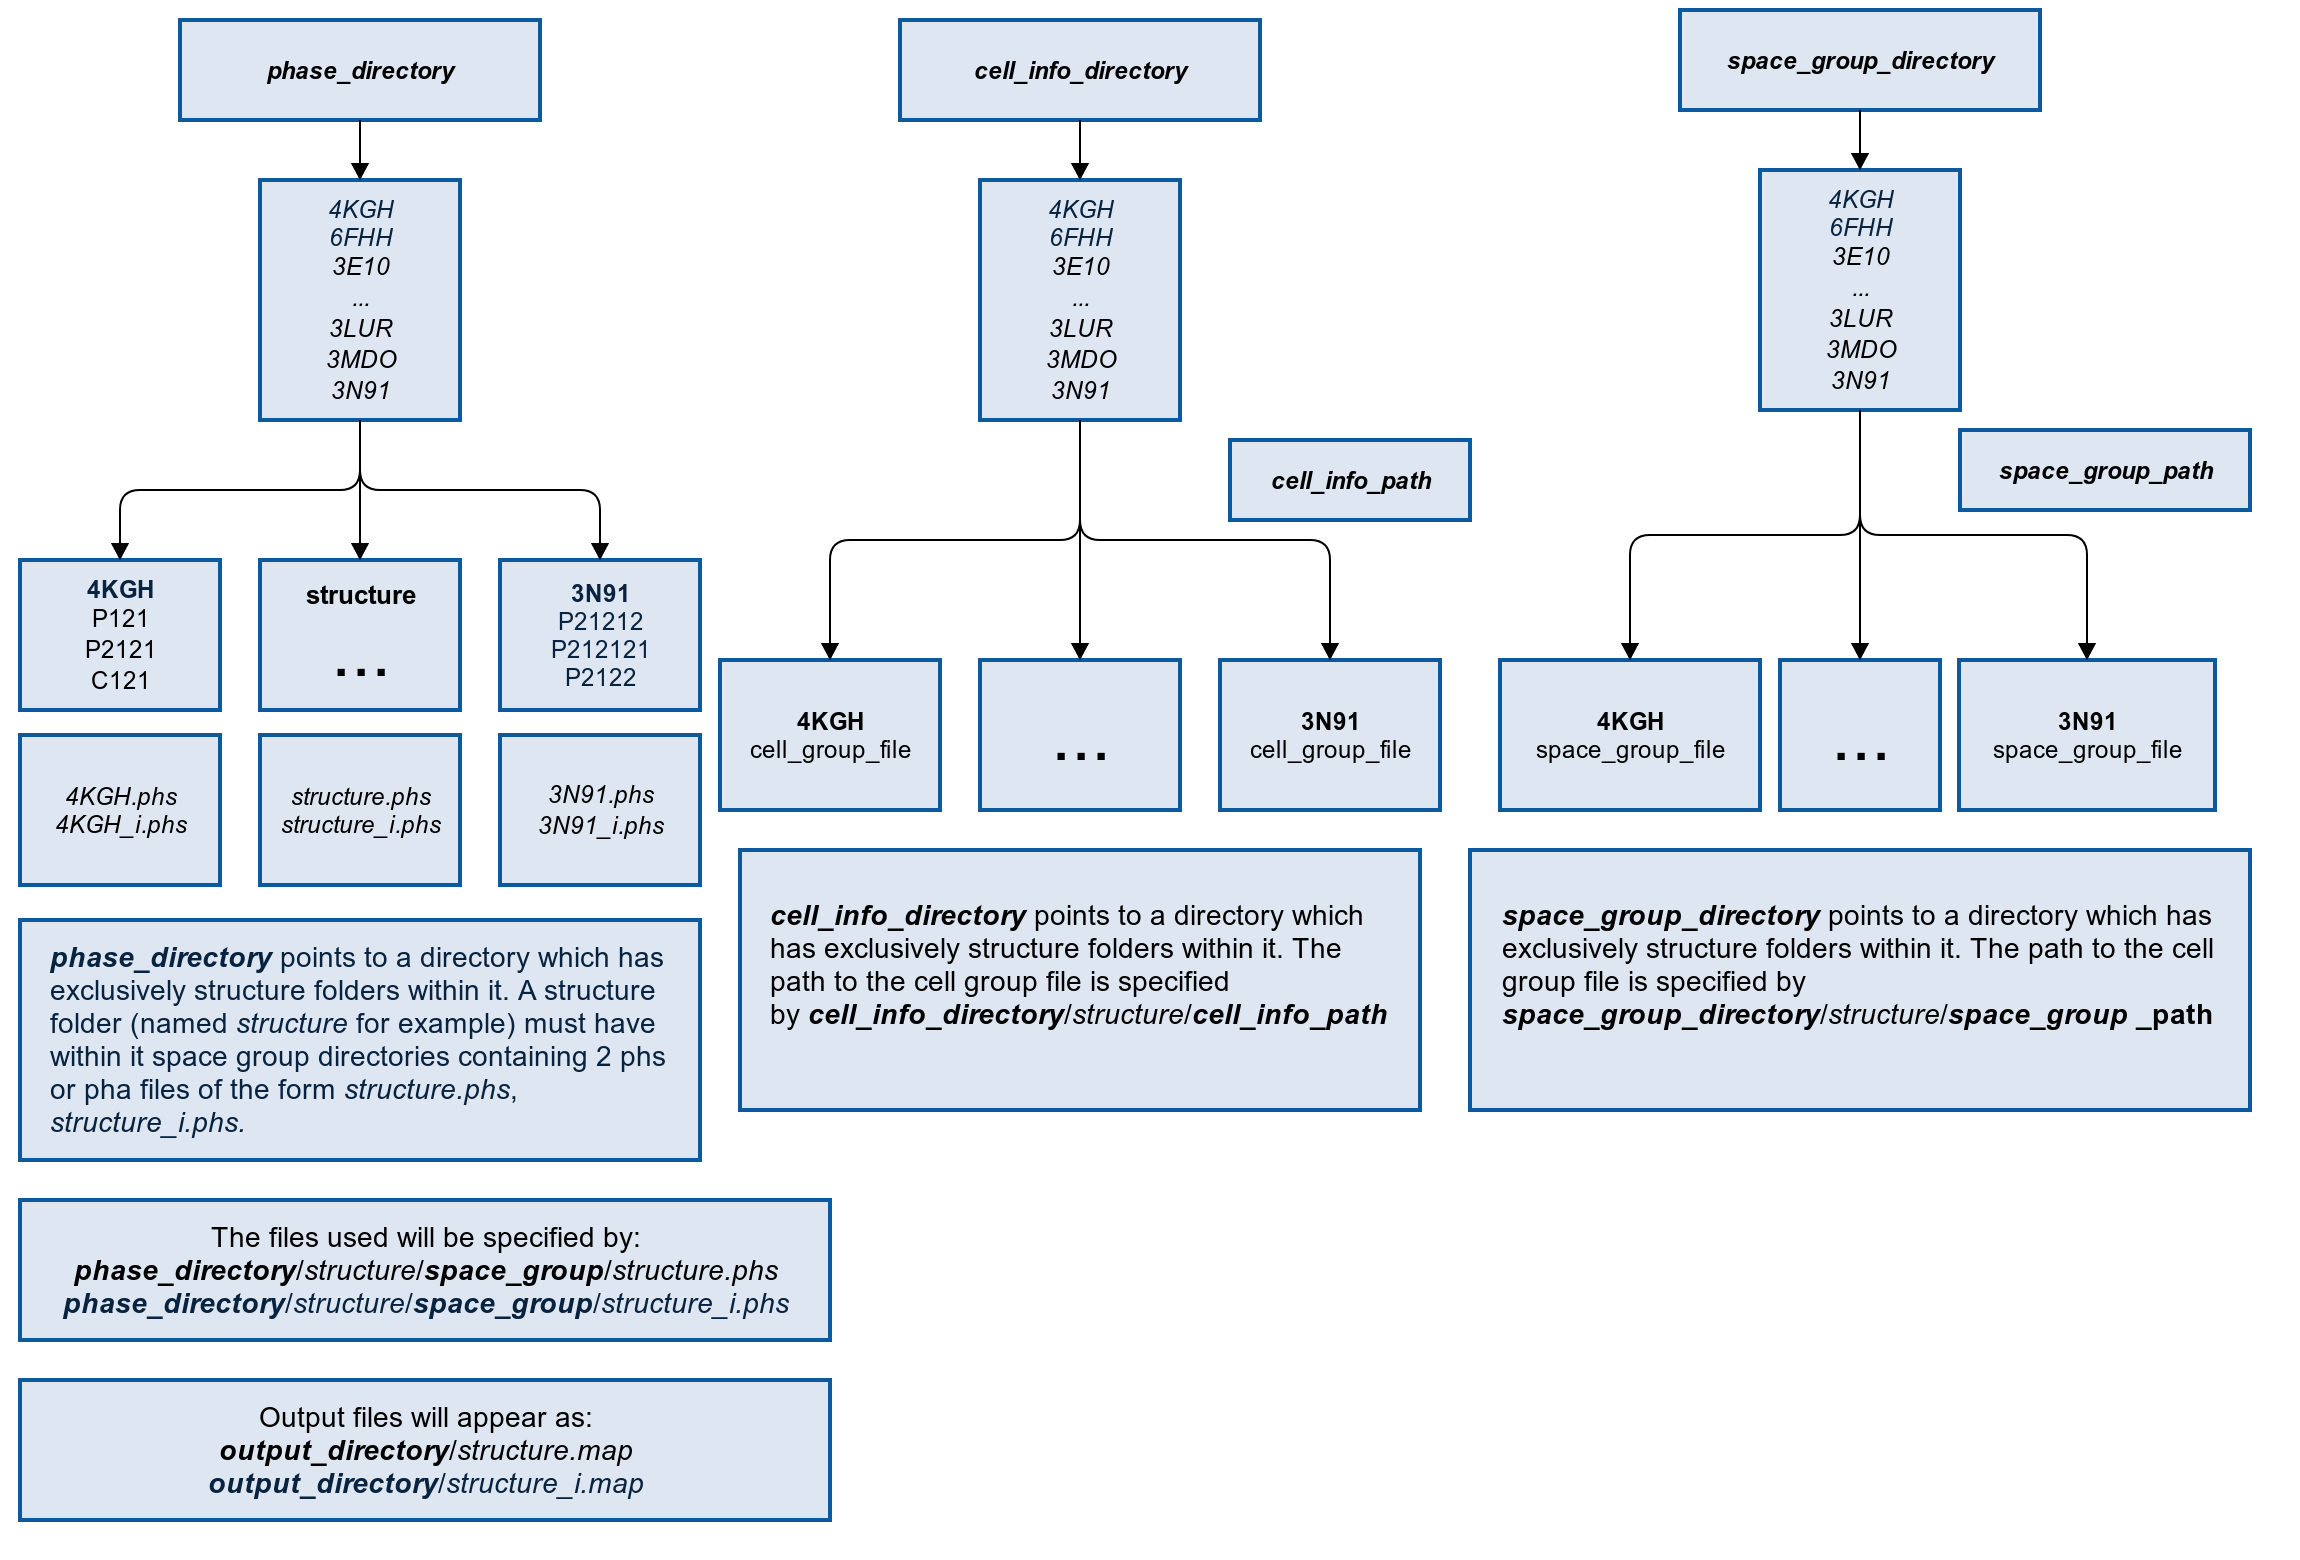 phase_directory
4KGH
6FHH
3E10
...
3LUR
3MDO
3N91
4KGH
P121
P2121
C121
structure
...
3N91
P21212
P212121
P2122
4KGH.phs
4KGH_i.phs
structure.phs
structure_i.phs
3N91.phs
3N91_i.phs
phase_directory points to a directory which has
exclusively structure folders within it. A structure
folder (named structure for example) must have
within it space group directories containing 2 phs
or pha files of the form structure.phs,
structure_i.phs.
The files used will be specified by:
phase_directory/structure/space_group/structure.phs
phase_directory/structure/space_group/structure_i.phs
Output files will appear as:
output_directory/structure.map
output_directory/structure_i.map
cell_info_directory
4KGH
6FHH
3E10
...
3LUR
3MDO
3N91
cell_info_path
4KGH
cell_group_file
...
3N91
cell_group_file
cell_info_directory points to a directory which
has exclusively structure folders within it. The
path to the cell group file is specified
by cell_info_directory/structure/cell_info_path
space_group_directory
4KGH
6FHH
3E10
...
3LUR
3MDO
3N91
space_group_path
4KGH
space_group_file
...
3N91
space_group_file
space_group_directory points to a directory which has
exclusively structure folders within it. The path to the cell
group file is specified by
space_group_directory/structure/space_group _path